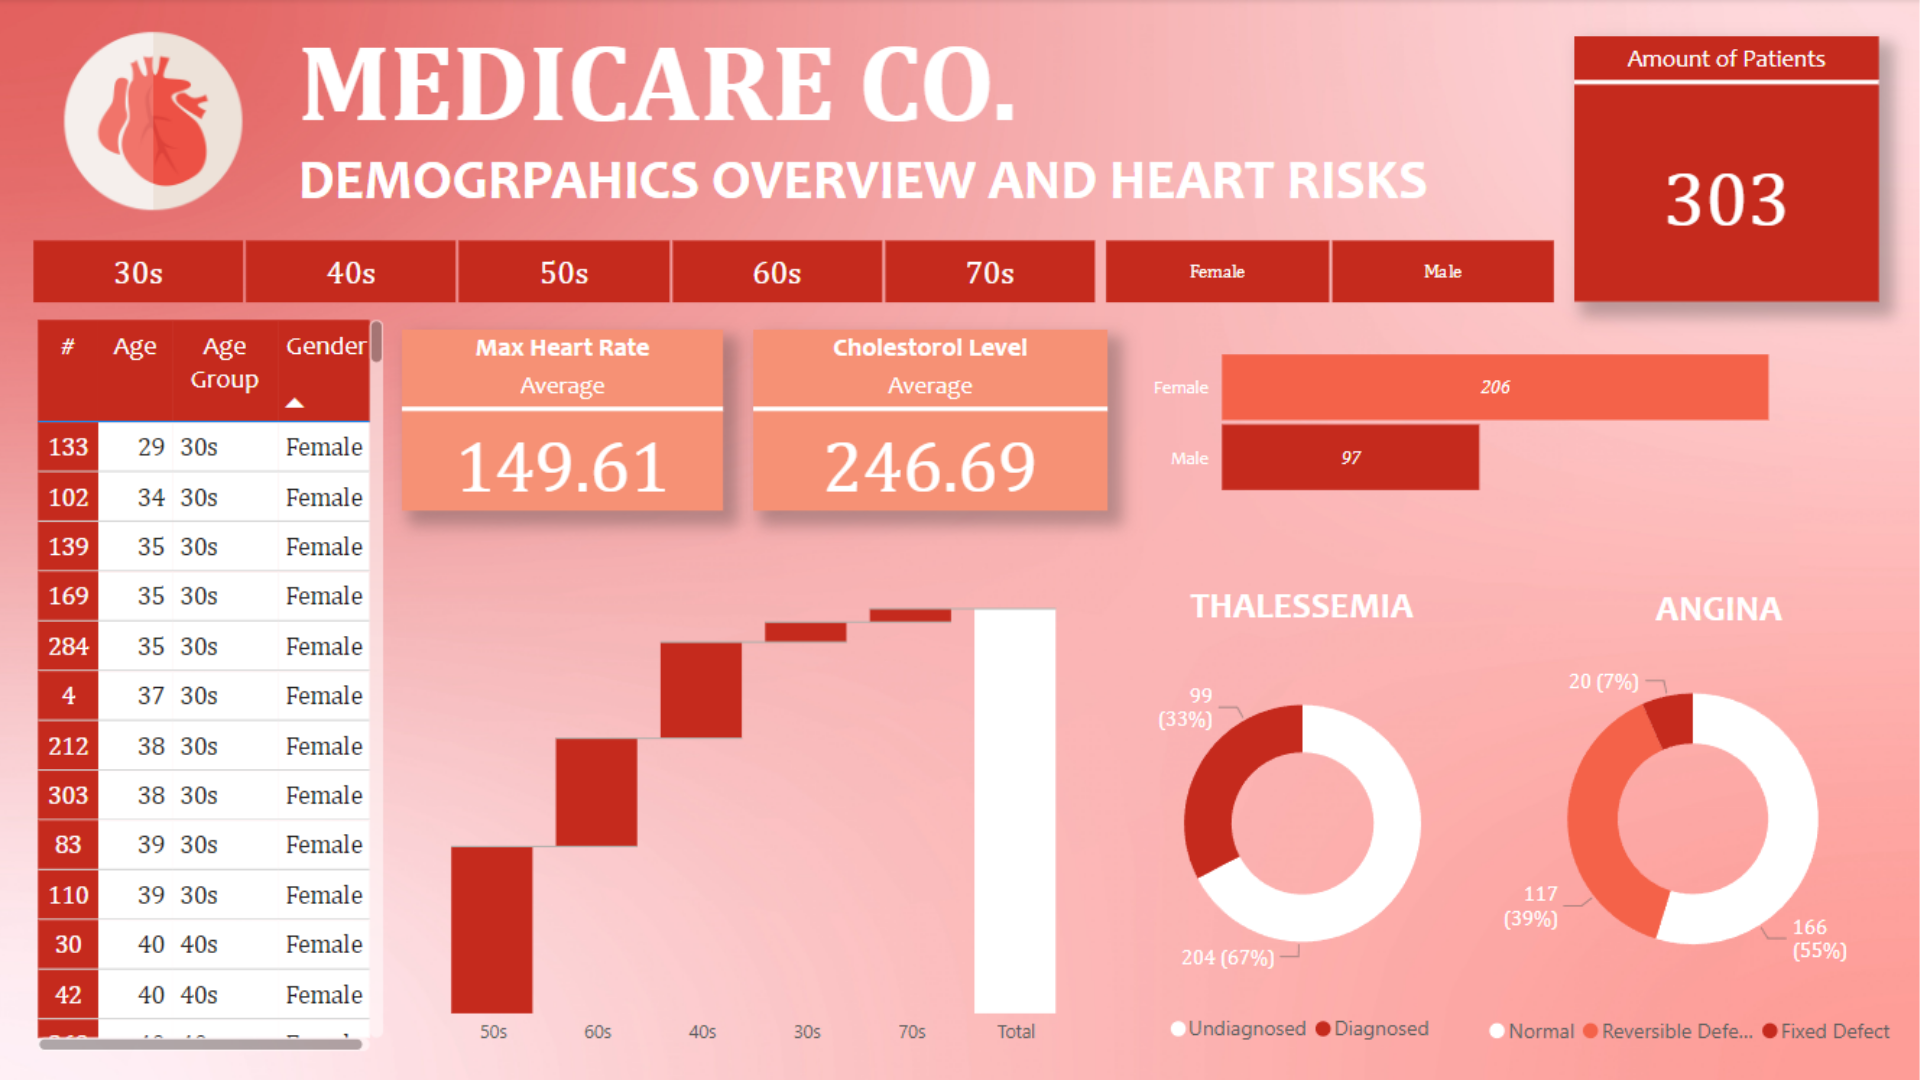 MEDICARE CO.
DEMOGRPAHICS OVERVIEW AND HEART RISKS
Amount of Patients
303
30s 40s 50s 60s 70s Female Male
# Age Age Group Gender
133 29 30s Female
102 34 30s Female
139 35 30s Female
169 35 30s Female
284 35 30s Female
4 37 30s Female
212 38 30s Female
303 38 30s Female
83 39 30s Female
110 39 30s Female
30 40 40s Female
42 40 40s Female
Max Heart Rate
Average
149.61
Cholestorol Level
Average
246.69
Female 206
Male 97
50s 60s 40s 30s 70s Total
THALESSEMIA
99
(33%)
204 (67%)
Undiagnosed Diagnosed
ANGINA
20 (7%)
117
(39%)
166
(55%)
Normal Reversible Defe... Fixed Defect